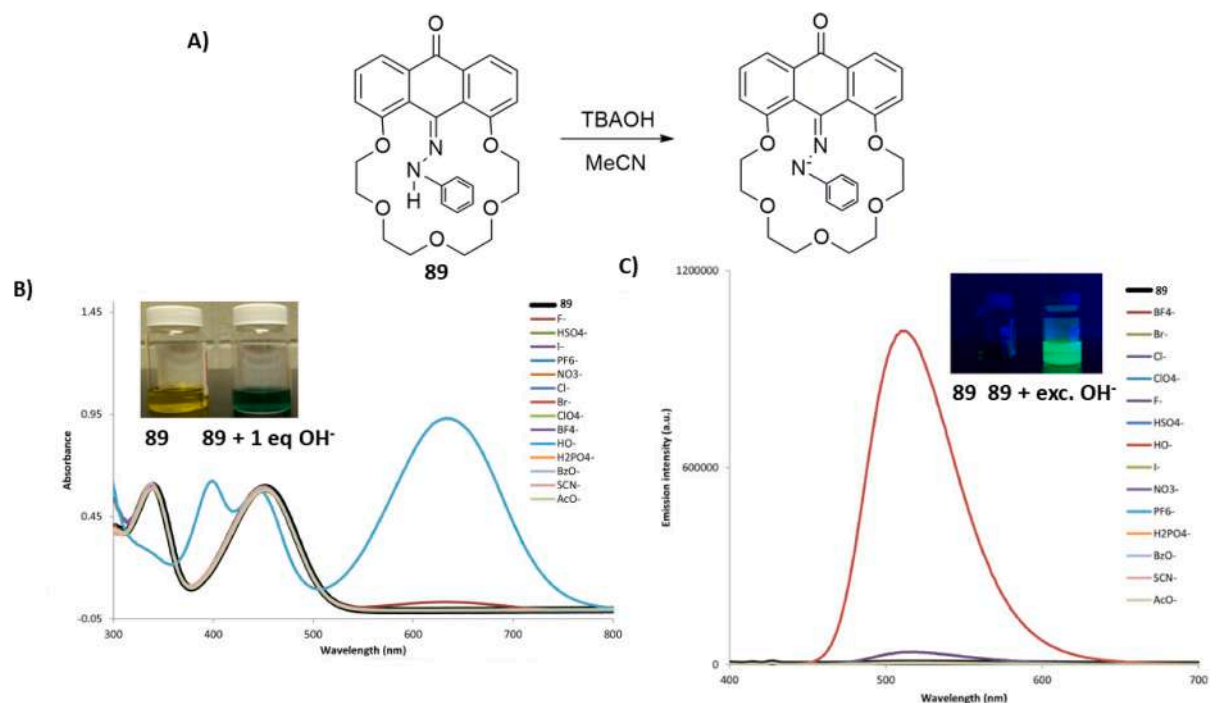 A)
O
TBAOH
MeCN
O
O
N
O
N
H
O
O
O
89
O
O
N
O
N-
O
O
O
B)
1.45
0.95
0.45
-0.05
Absorbance
300 400 500 600 700 800
Wavelength (nm)
89 89 + 1 eq OH-
89
F-
HSO4-
I-
PF6-
NO3-
Cl-
Br-
ClO4-
BF4-
HO-
H2PO4-
BzO-
SCN-
AcO-
C)
1200000
600000
0
Emission intensity (a.u.)
400 500 600 700
Wavelength (nm)
89 89 + exc. OH-
89
BF4-
Br-
Cl-
ClO4-
F-
HSO4-
HO-
I-
NO3-
PF6-
H2PO4-
BzO-
SCN-
AcO-